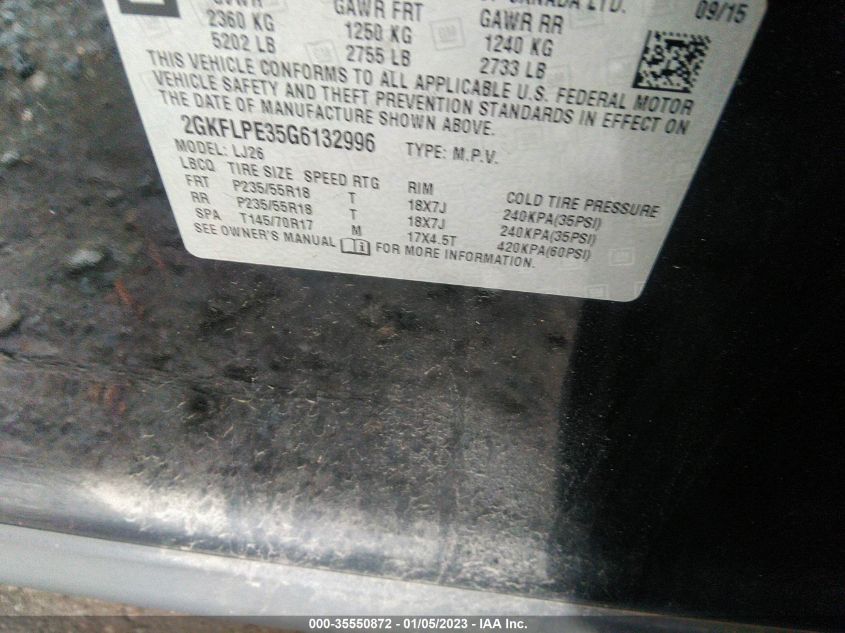 GAWR FRT GAWR RR 09/15
2360 KG 1250 KG 1240 KG
5202 LB 2755 LB 2733 LB
THIS VEHICLE CONFORMS TO ALL APPLICABLE U.S. FEDERAL MOTOR
VEHICLE SAFETY AND THEFT PREVENTION STANDARDS IN EFFECT ON
THE DATE OF MANUFACTURE SHOWN ABOVE.
2GKFLPE35G6132996 TYPE: M.P.V.
MODEL: LJ26
LBCQ TIRE SIZE SPEED RTG RIM COLD TIRE PRESSURE
FRT P235/55R18 T 18X7J 240KPA(35PSI)
RR P235/55R18 T 18X7J 240KPA(35PSI)
SPA T145/70R17 M 17X4.5T 420KPA(60PSI)
SEE OWNER'S MANUAL FOR MORE INFORMATION.
000-35550872 - 01/05/2023 - IAA Inc.